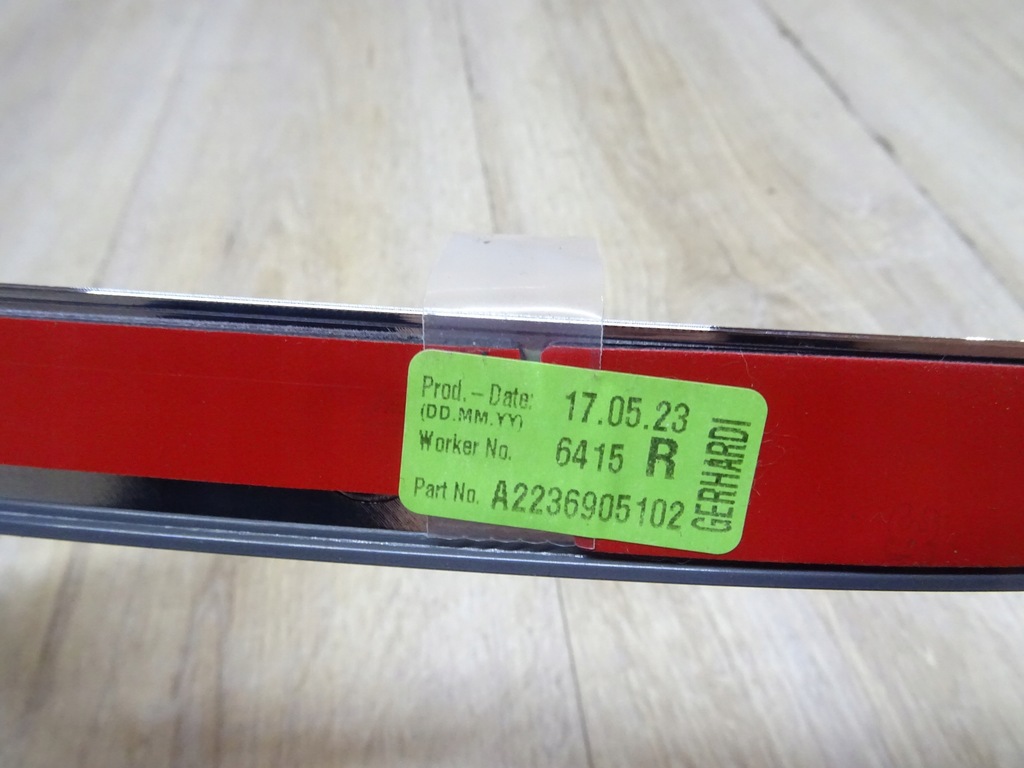 Prod.-Date: 17.05.23
(DD.MM.YY)
Worker No. 6415 R
Part No. A2236905102
GERHARDI